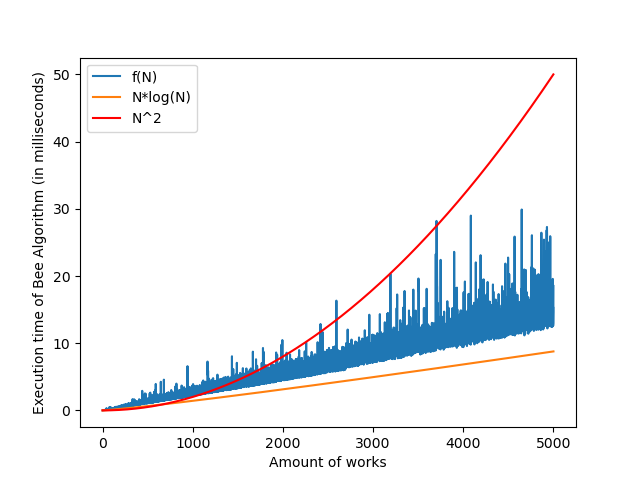 f(N)
N*log(N)
N^2
50
40
30
20
10
0
Execution time of Bee Algorithm (in milliseconds)
0 1000 2000 3000 4000 5000
Amount of works